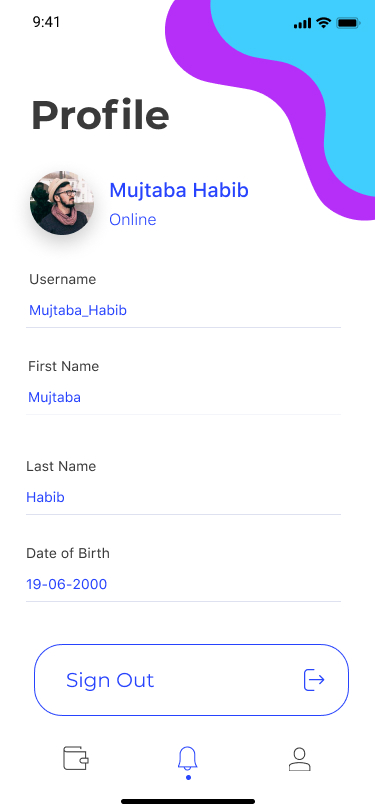 9:41
Profile
Mujtaba Habib
Online
Username
Mujtaba_Habib
First Name
Mujtaba
Last Name
Habib
Date of Birth
19-06-2000
Sign Out